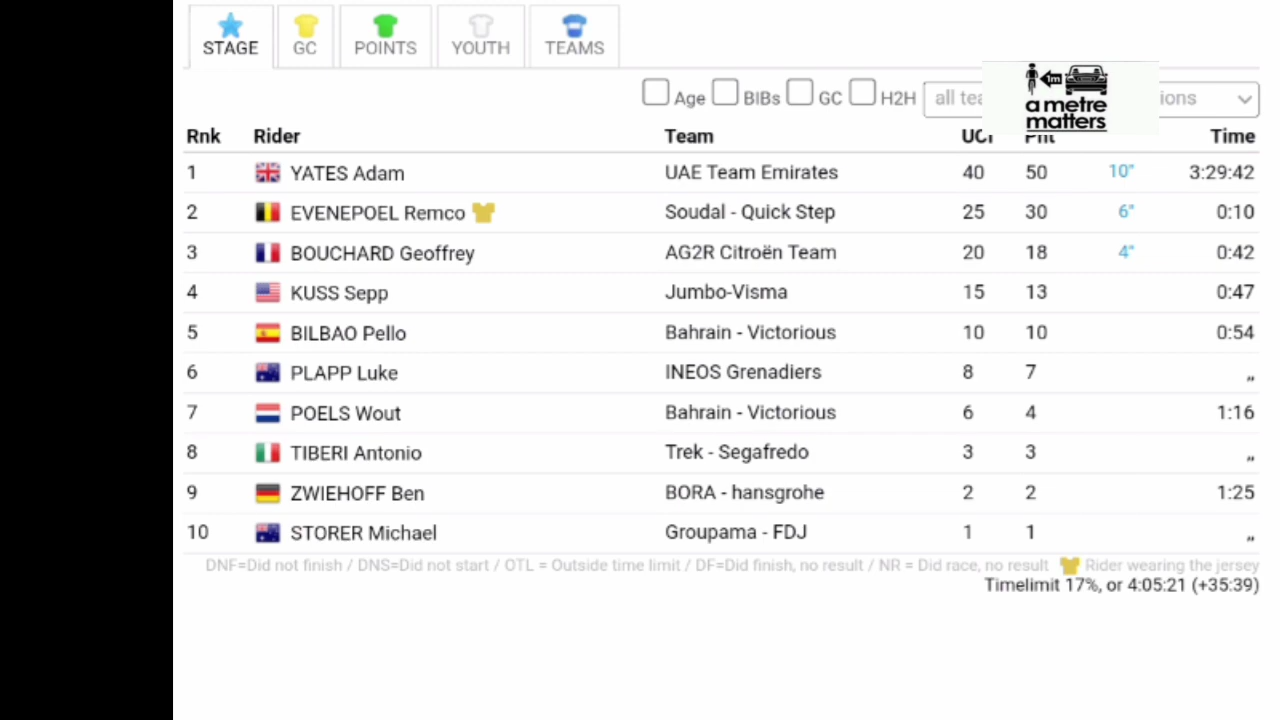 STAGE GC POINTS YOUTH TEAMS
Age BIBs GC H2H all tea ions
1m
a metre
matters
Rnk Rider Team UCI Pnt Time
1 YATES Adam UAE Team Emirates 40 50 10" 3:29:42
2 EVENEPOEL Remco Soudal - Quick Step 25 30 6" 0:10
3 BOUCHARD Geoffrey AG2R Citroën Team 20 18 4" 0:42
4 KUSS Sepp Jumbo-Visma 15 13 0:47
5 BILBAO Pello Bahrain - Victorious 10 10 0:54
6 PLAPP Luke INEOS Grenadiers 8 7 ,,
7 POELS Wout Bahrain - Victorious 6 4 1:16
8 TIBERI Antonio Trek - Segafredo 3 3 ,,
9 ZWIEHOFF Ben BORA - hansgrohe 2 2 1:25
10 STORER Michael Groupama - FDJ 1 1 ,,
DNF=Did not finish / DNS=Did not start / OTL = Outside time limit / DF=Did finish, no result / NR = Did race, no result Rider wearing the jersey
Timelimit 17%, or 4:05:21 (+35:39)